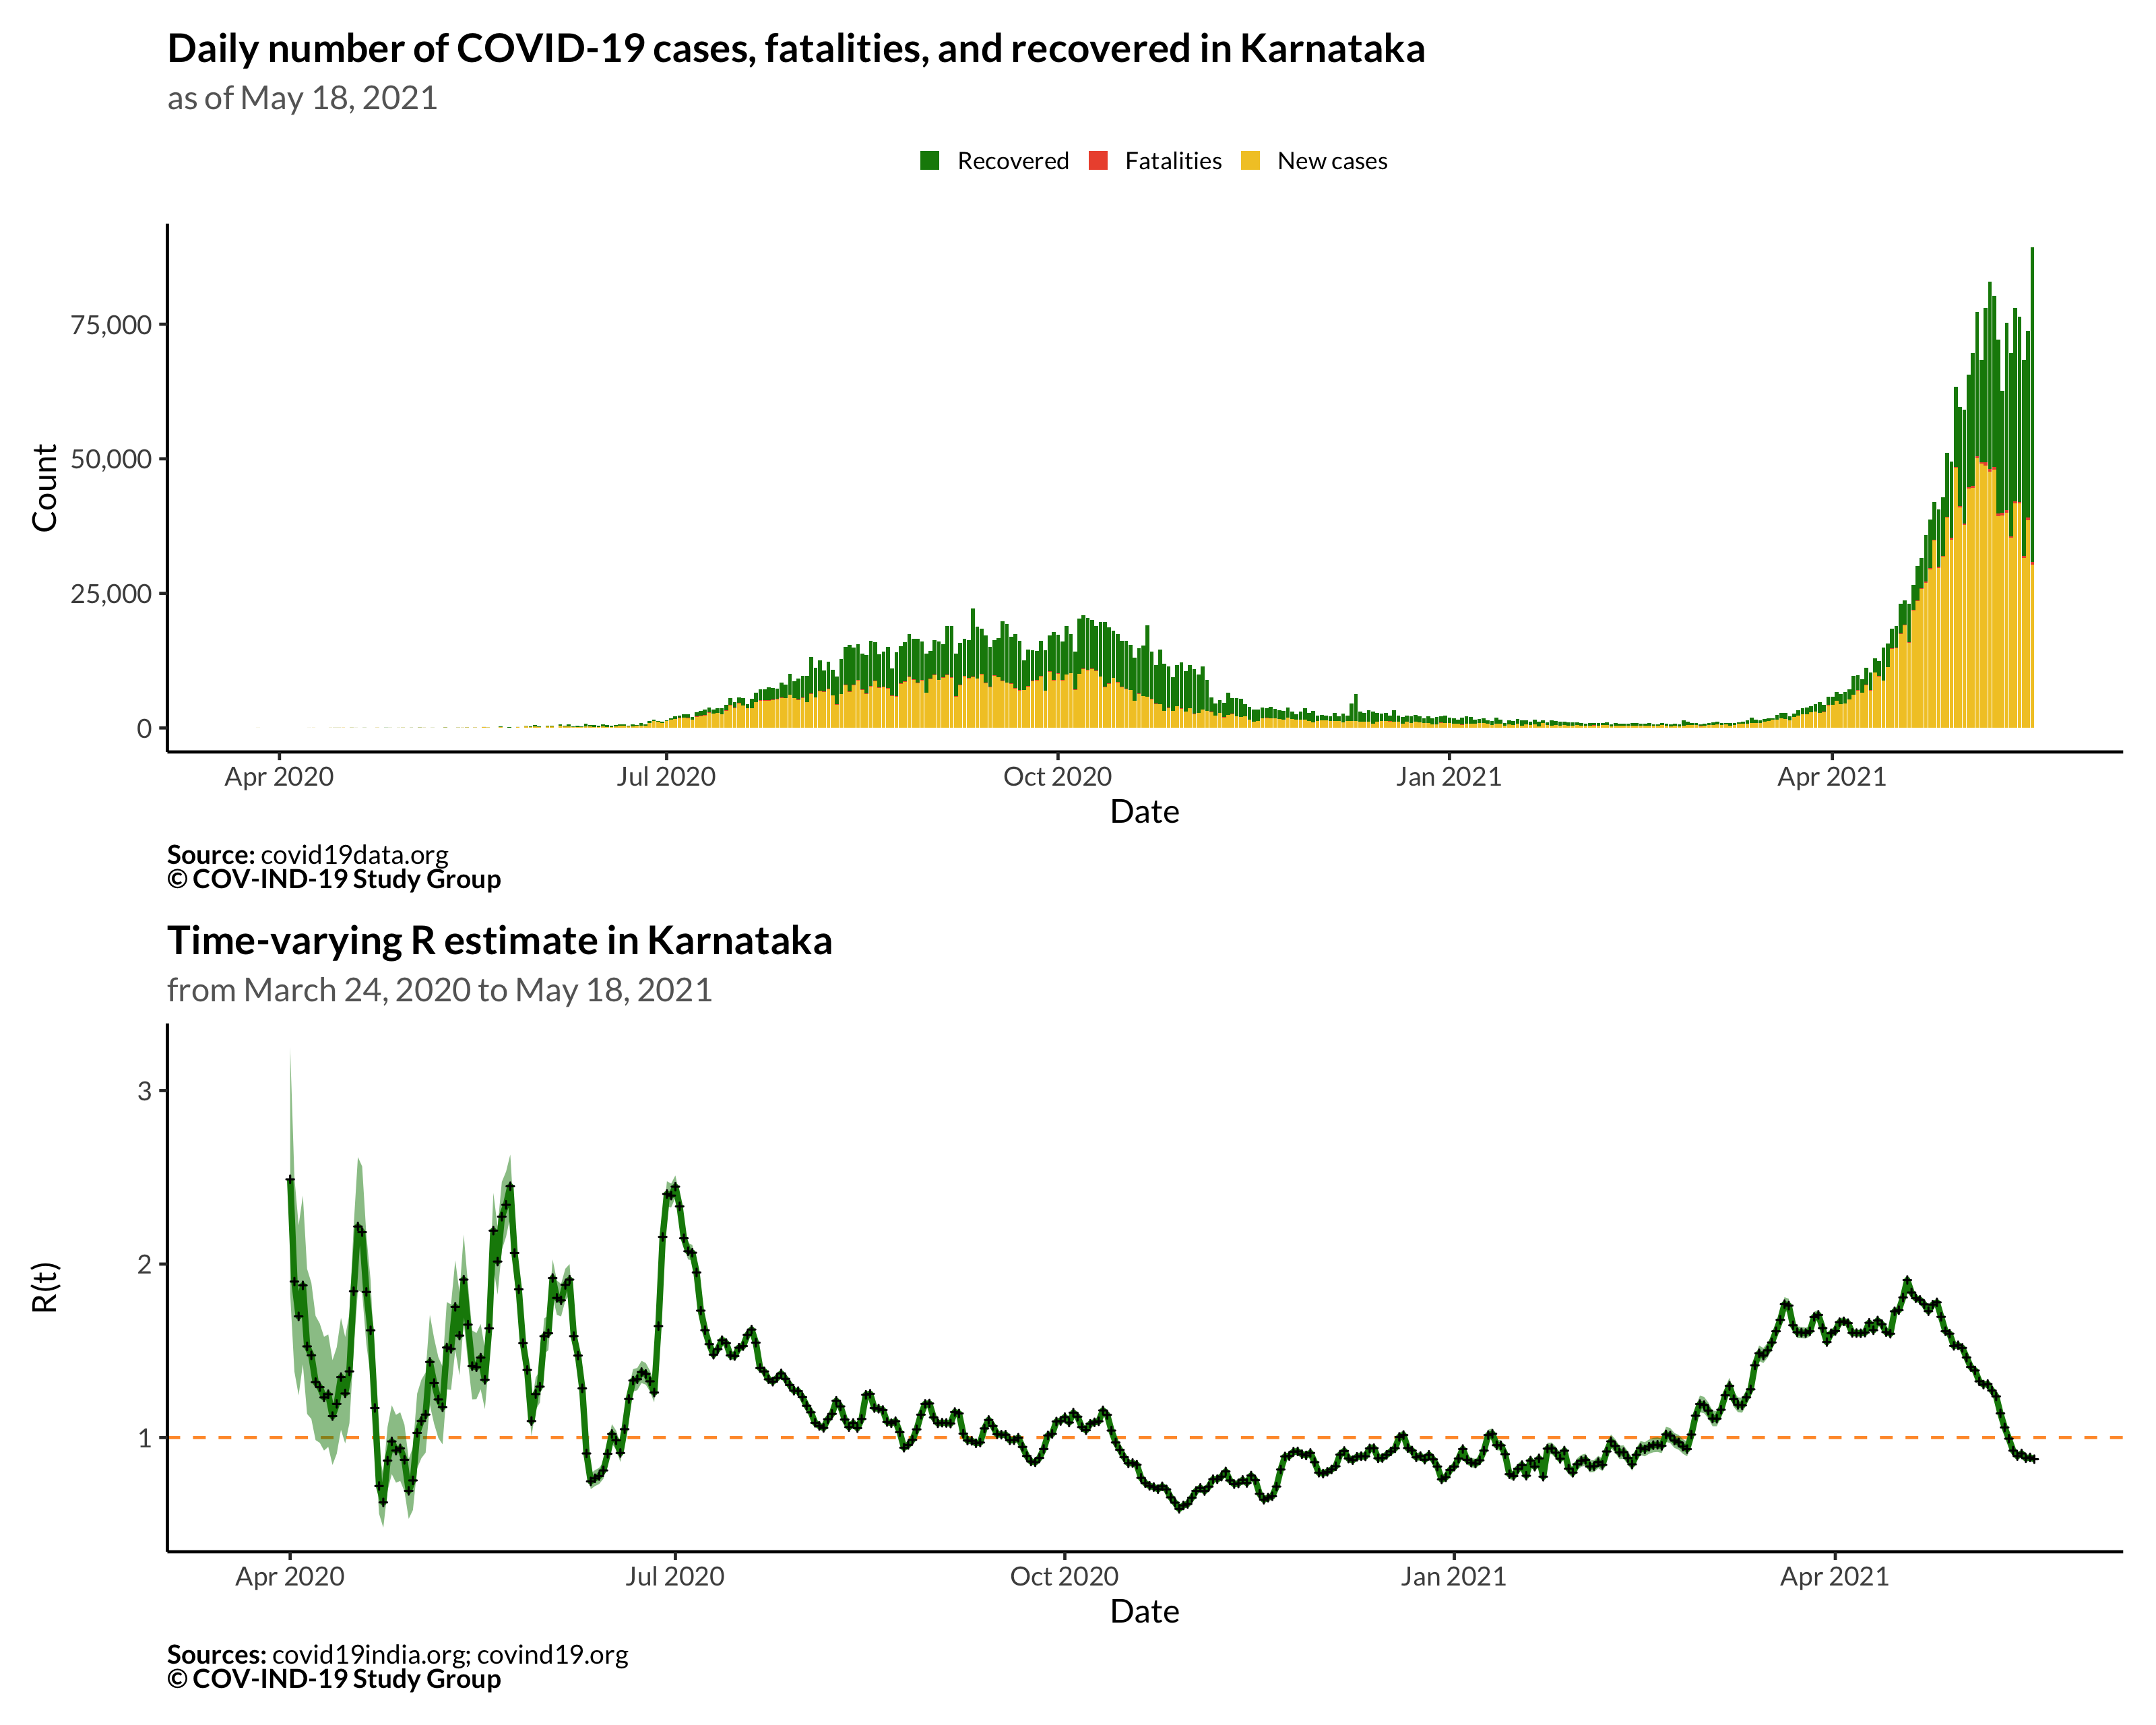 Daily number of COVID-19 cases, fatalities, and recovered in Karnataka
as of May 18, 2021
Recovered Fatalities New cases
Count
75,000
50,000
25,000
0
Apr 2020 Jul 2020 Oct 2020 Jan 2021 Apr 2021
Date
Source: covid19data.org
© COV-IND-19 Study Group
Time-varying R estimate in Karnataka
from March 24, 2020 to May 18, 2021
R(t)
3
2
1
Apr 2020 Jul 2020 Oct 2020 Jan 2021 Apr 2021
Date
Sources: covid19india.org; covind19.org
© COV-IND-19 Study Group